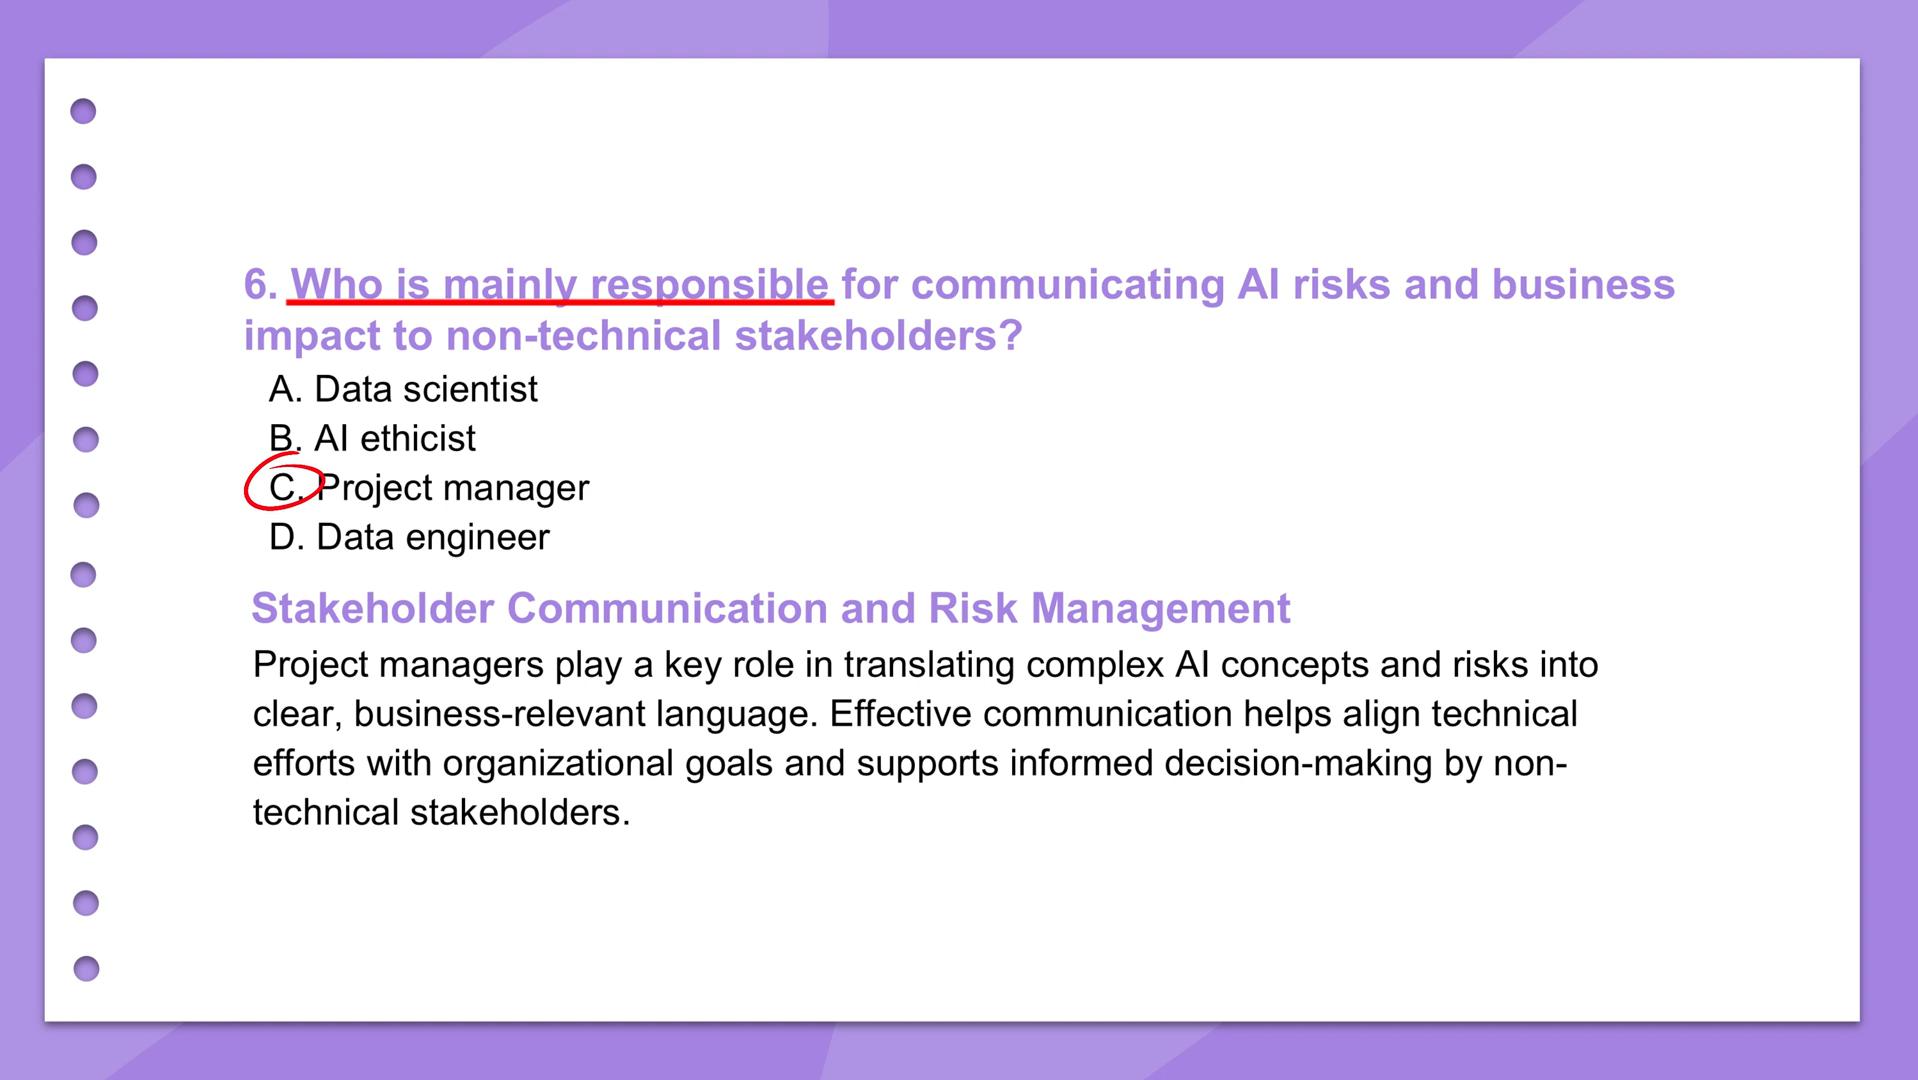 6. Who is mainly responsible for communicating AI risks and business
impact to non-technical stakeholders?
A. Data scientist
B. AI ethicist
C. Project manager
D. Data engineer
Stakeholder Communication and Risk Management
Project managers play a key role in translating complex AI concepts and risks into
clear, business-relevant language. Effective communication helps align technical
efforts with organizational goals and supports informed decision-making by non-
technical stakeholders.